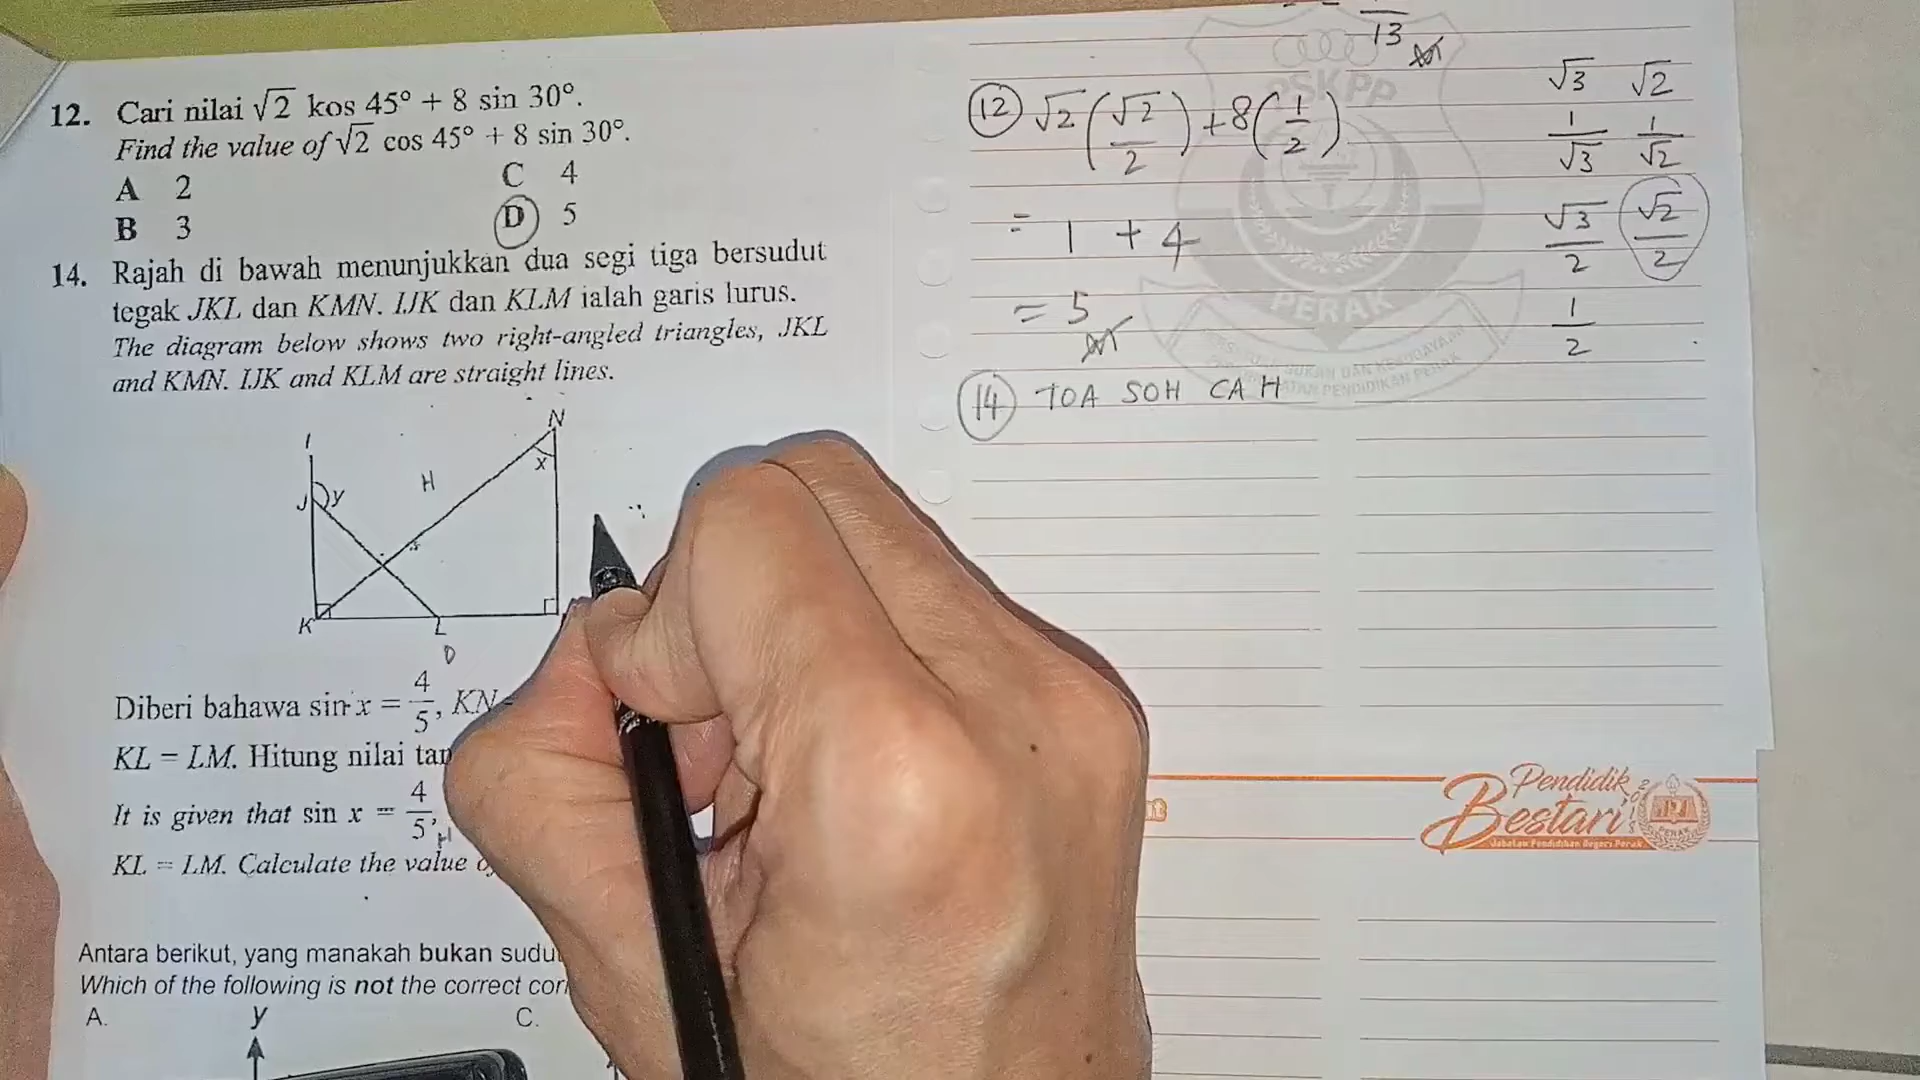 12. Cari nilai √2 kos 45° + 8 sin 30°.
Find the value of √2 cos 45° + 8 sin 30°.
A 2 C 4
B 3 D 5
14. Rajah di bawah menunjukkan dua segi tiga bersudut
tegak JKL dan KMN. IJK dan KLM ialah garis lurus.
The diagram below shows two right-angled triangles, JKL
and KMN. IJK and KLM are straight lines.
I
N
x
H
J y
K L
O
Diberi bahawa sin x = 4/5, KN
KL = LM. Hitung nilai tan
It is given that sin x = 4/5,
H
KL = LM. Calculate the value
Antara berikut, yang manakah bukan
Which of the following is not the correct
A. y C.
13
12 √2 (√2/2) + 8 (1/2)
= 1 + 4
= 5
14 TOA SOH CAH
√3 √2
1/√3 1/√2
√3/2 √2/2
1/2
PSKPP
PERAK
Pendidik
Bestari
Jabatan Pendidikan Negeri Perak